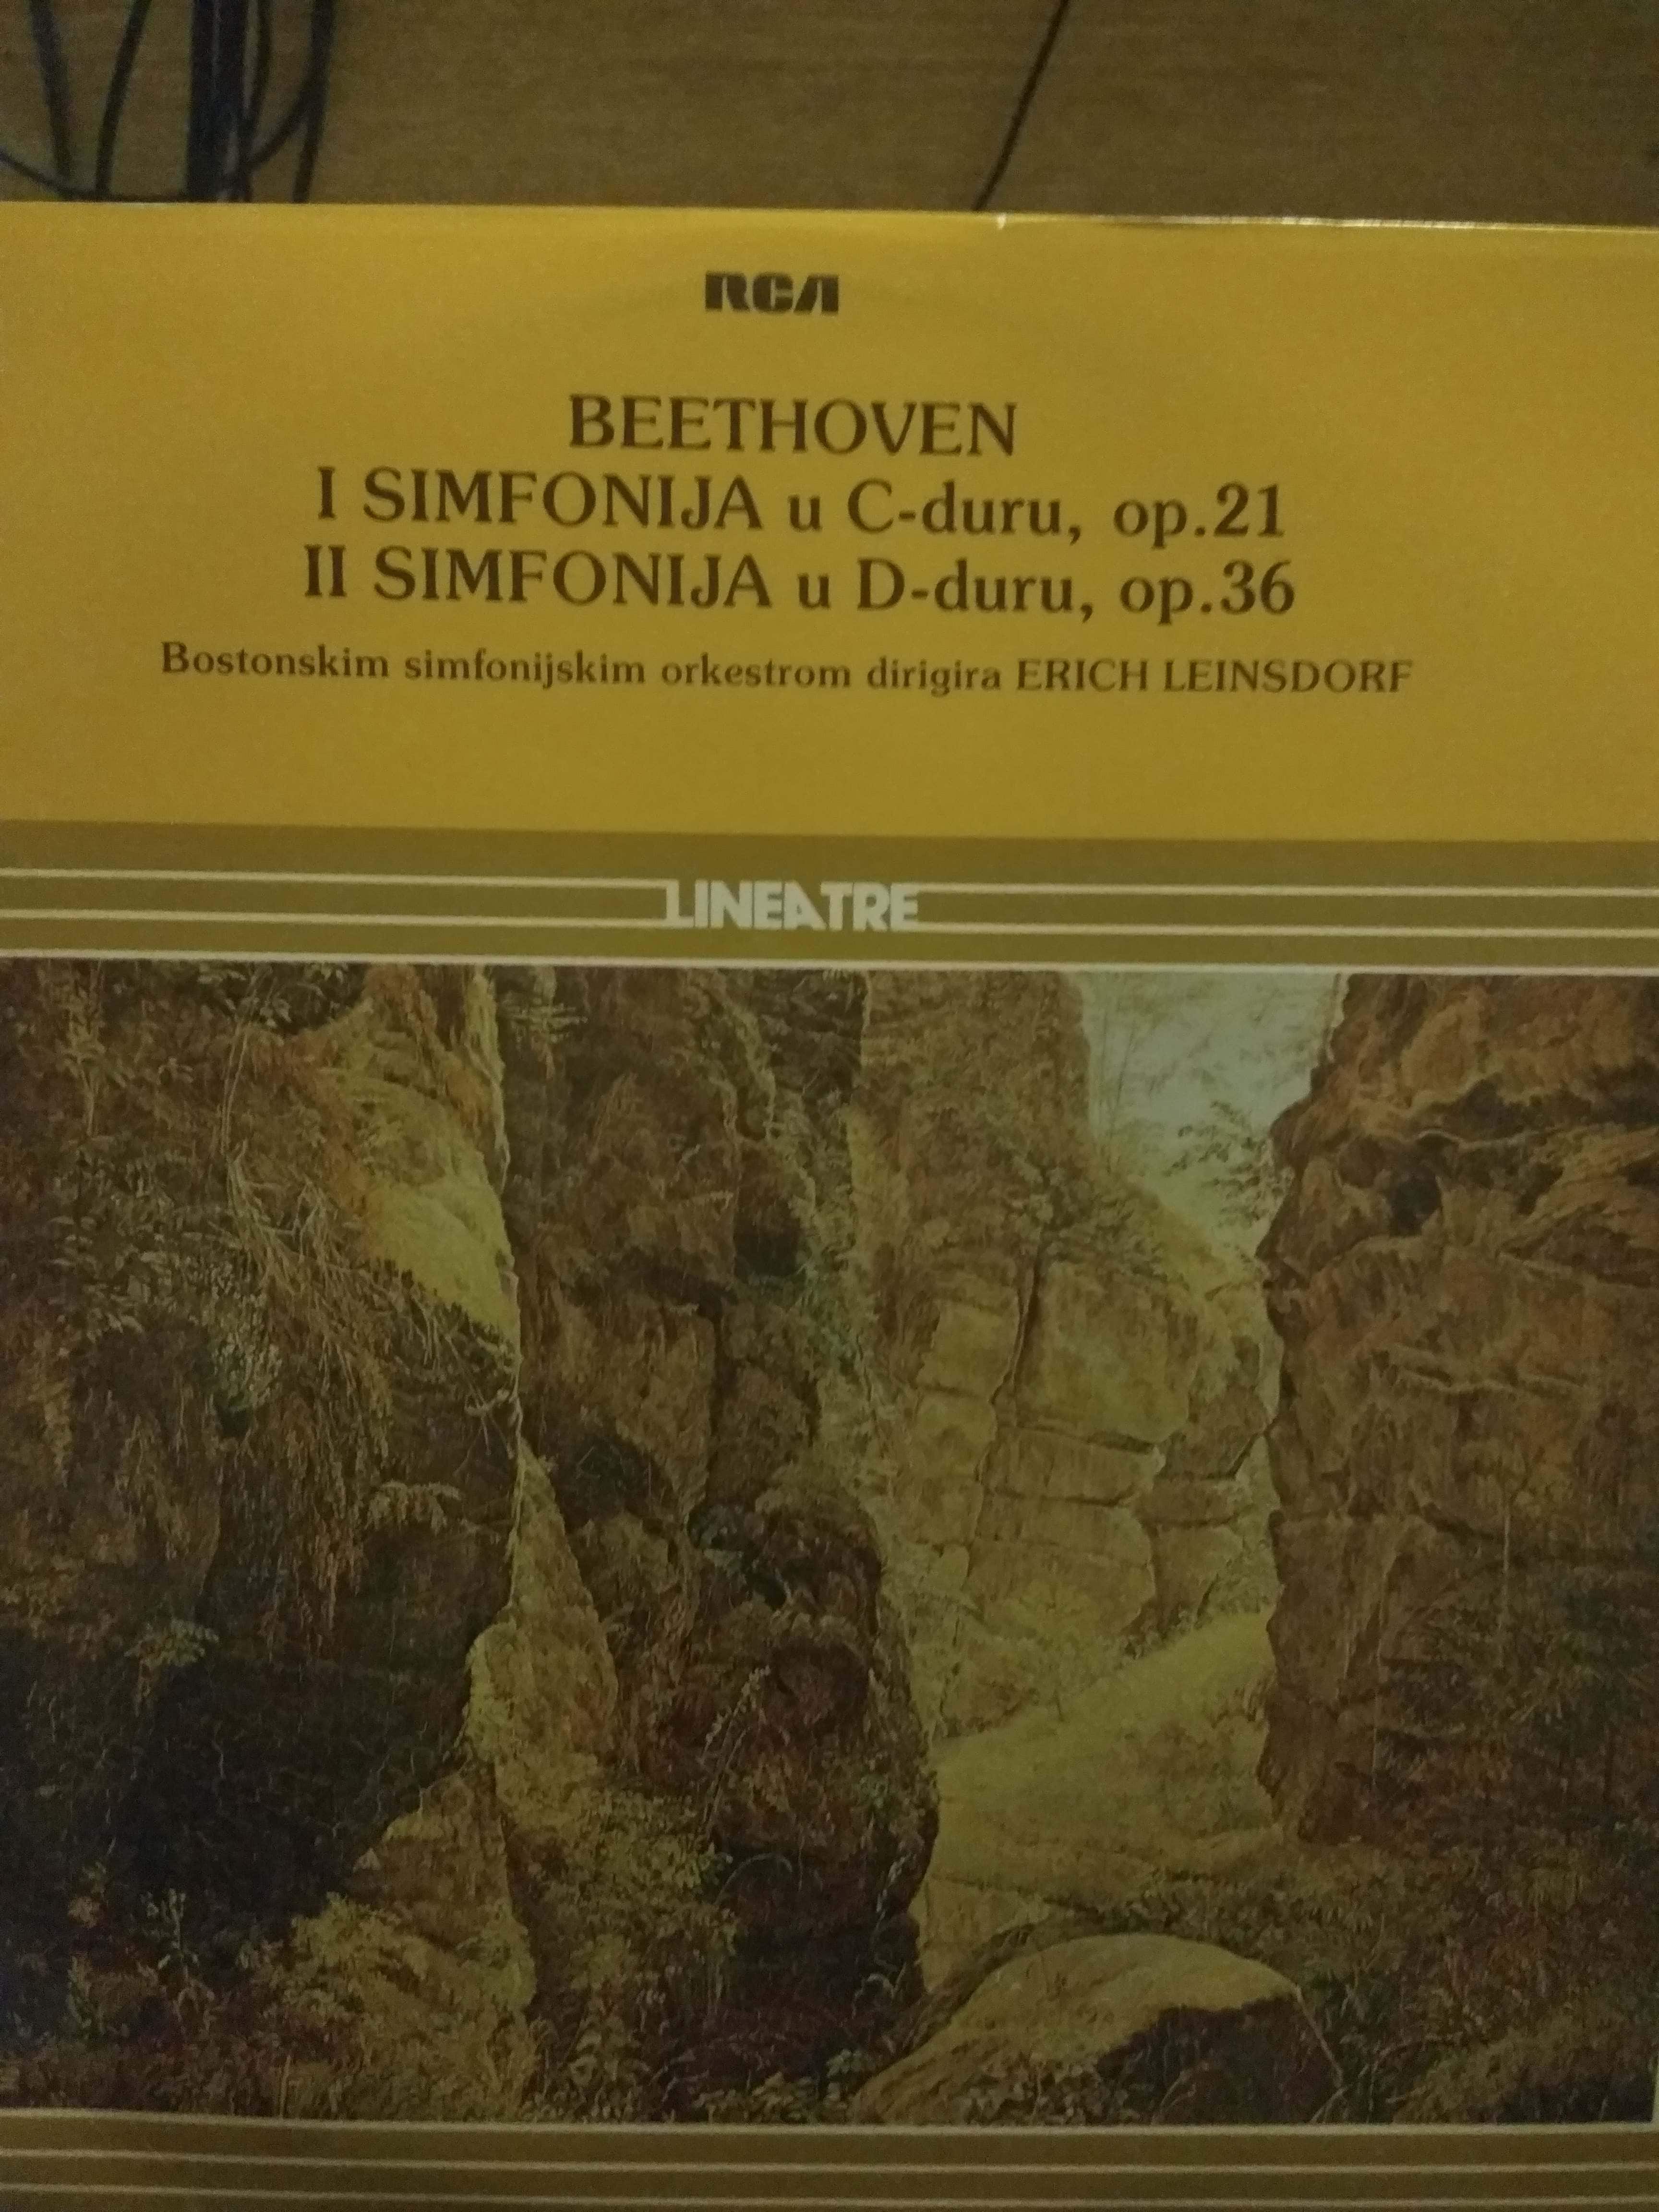 RCA
BEETHOVEN
I SIMFONIJA u C-duru, op.21
II SIMFONIJA u D-duru, op.36
Bostonskim simfonijskim orkestrom dirigira ERICH LEINSDORF
LINEATRE